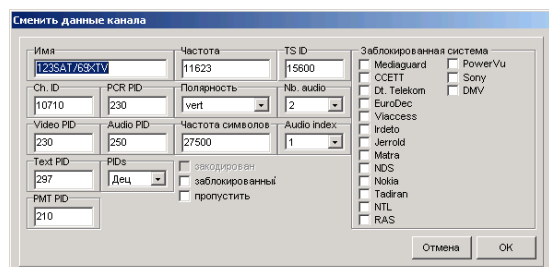 Сменить данные канала
Имя
123SAT/69XTV
Частота
11623
TS ID
15600
Ch. ID
10710
PCR PID
230
Полярность
vert
Nb. audio
2
Video PID
230
Audio PID
250
Частота символов
27500
Audio index
1
Text PID
297
PIDs
Дец
закодирован
заблокированный
пропустить
PMT PID
210
Заблокированная система
Mediaguard
CCETT
Dt. Telekom
EuroDec
Viaccess
Irdeto
Jerrold
Matra
NDS
Nokia
Tadiran
NTL
RAS
PowerVu
Sony
DMV
Отмена
OK